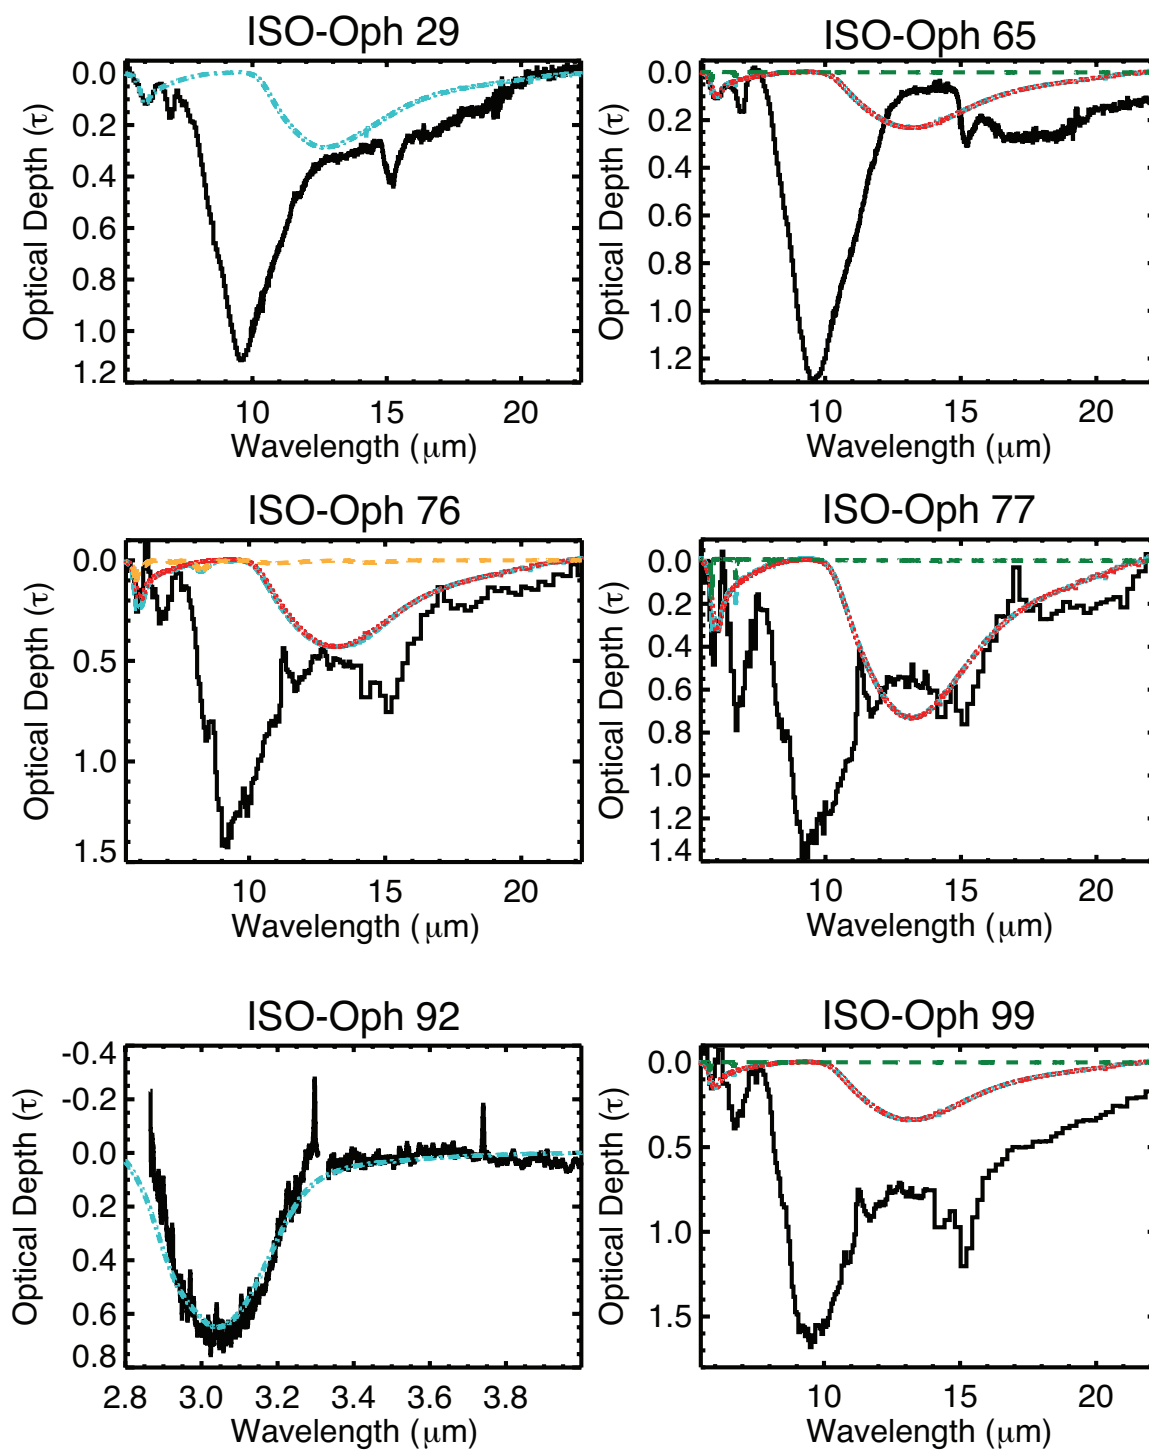 ISO-Oph 29
0.0
0.2
0.4
0.6
0.8
1.0
1.2
Optical Depth (τ)
10 15 20
Wavelength (μm)
ISO-Oph 65
0.0
0.2
0.4
0.6
0.8
1.0
1.2
Optical Depth (τ)
10 15 20
Wavelength (μm)
ISO-Oph 76
0.0
0.5
1.0
1.5
Optical Depth (τ)
10 15 20
Wavelength (μm)
ISO-Oph 77
0.0
0.2
0.4
0.6
0.8
1.0
1.2
1.4
Optical Depth (τ)
10 15 20
Wavelength (μm)
ISO-Oph 92
-0.4
-0.2
0.0
0.2
0.4
0.6
0.8
Optical Depth (τ)
2.8 3.0 3.2 3.4 3.6 3.8
Wavelength (μm)
ISO-Oph 99
0.0
0.5
1.0
1.5
Optical Depth (τ)
10 15 20
Wavelength (μm)